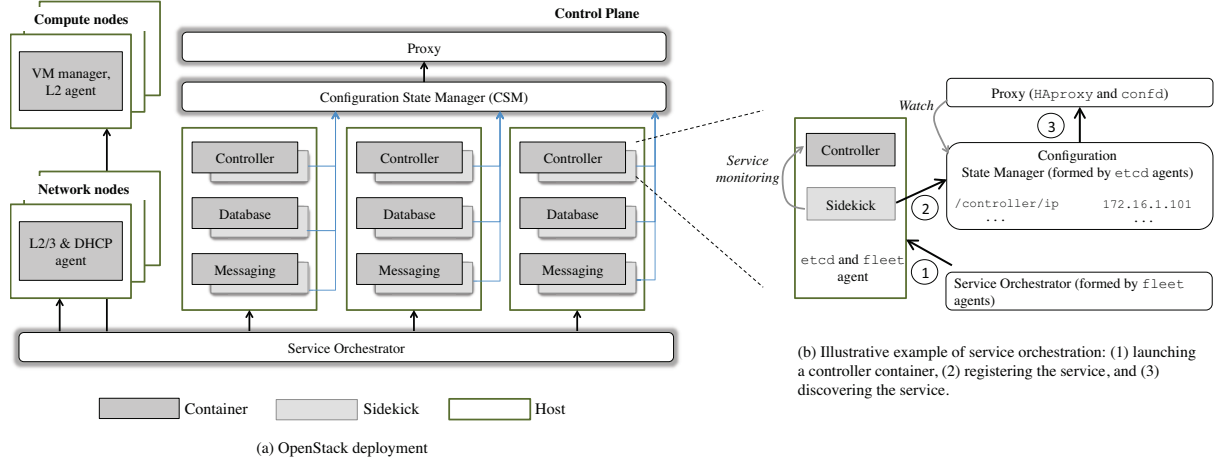 Compute nodes
VM manager,
L2 agent
Network nodes
L2/3 & DHCP
agent
Control Plane
Proxy
Configuration State Manager (CSM)
Controller
Database
Messaging
Controller
Database
Messaging
Controller
Database
Messaging
Service Orchestrator
Container
Sidekick
Host
(a) OpenStack deployment
Proxy (HAproxy and confd)
Watch
3
Configuration
State Manager (formed by etcd agents)
/controller/ip 172.16.1.101
... ...
Controller
Service
monitoring
Sidekick
2
etcd and fleet
agent
1
Service Orchestrator (formed by fleet
agents)
(b) Illustrative example of service orchestration: (1) launching
a controller container, (2) registering the service, and (3)
discovering the service.